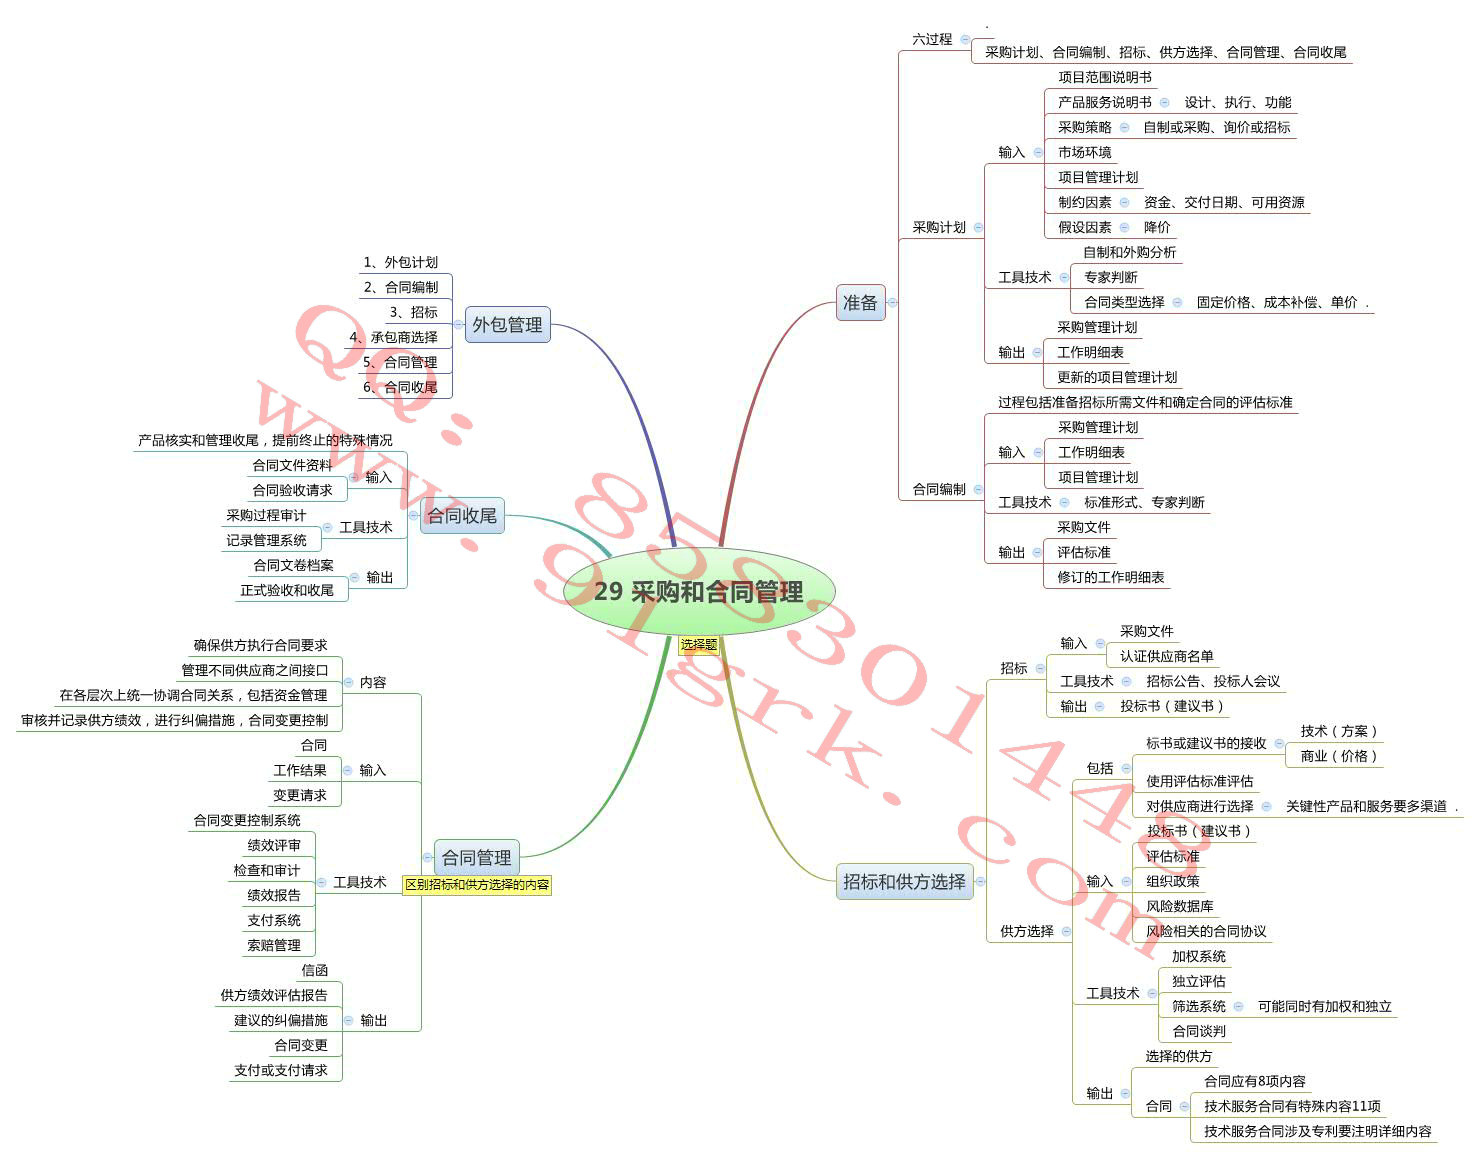 29 采购和合同管理
选择题
准备
六过程
.
采购计划、合同编制、招标、供方选择、合同管理、合同收尾
采购计划
输入
项目范围说明书
产品服务说明书
设计、执行、功能
采购策略
自制或采购、询价或招标
市场环境
项目管理计划
制约因素
资金、交付日期、可用资源
假设因素
降价
工具技术
自制和外购分析
专家判断
合同类型选择
固定价格、成本补偿、单价 .
输出
采购管理计划
工作明细表
更新的项目管理计划
合同编制
过程包括准备招标所需文件和确定合同的评估标准
输入
采购管理计划
工作明细表
项目管理计划
工具技术
标准形式、专家判断
输出
采购文件
评估标准
修订的工作明细表
招标和供方选择
招标
输入
采购文件
认证供应商名单
工具技术
招标公告、投标人会议
输出
投标书（建议书）
供方选择
包括
标书或建议书的接收
技术（方案）
商业（价格）
使用评估标准评估
对供应商进行选择
关键性产品和服务要多渠道 .
输入
投标书（建议书）
评估标准
组织政策
风险数据库
风险相关的合同协议
工具技术
加权系统
独立评估
筛选系统
可能同时有加权和独立
合同谈判
输出
选择的供方
合同
合同应有8项内容
技术服务合同有特殊内容11项
技术服务合同涉及专利要注明详细内容
外包管理
1、外包计划
2、合同编制
3、招标
4、承包商选择
5、合同管理
6、合同收尾
合同收尾
产品核实和管理收尾，提前终止的特殊情况
输入
合同文件资料
合同验收请求
工具技术
采购过程审计
记录管理系统
输出
合同文卷档案
正式验收和收尾
合同管理
区别招标和供方选择的内容
内容
确保供方执行合同要求
管理不同供应商之间接口
在各层次上统一协调合同关系，包括资金管理
审核并记录供方绩效，进行纠偏措施，合同变更控制
输入
合同
工作结果
变更请求
工具技术
合同变更控制系统
绩效评审
检查和审计
绩效报告
支付系统
索赔管理
输出
信函
供方绩效评估报告
建议的纠偏措施
合同变更
支付或支付请求
QQ: 858301448
www.91grk.com